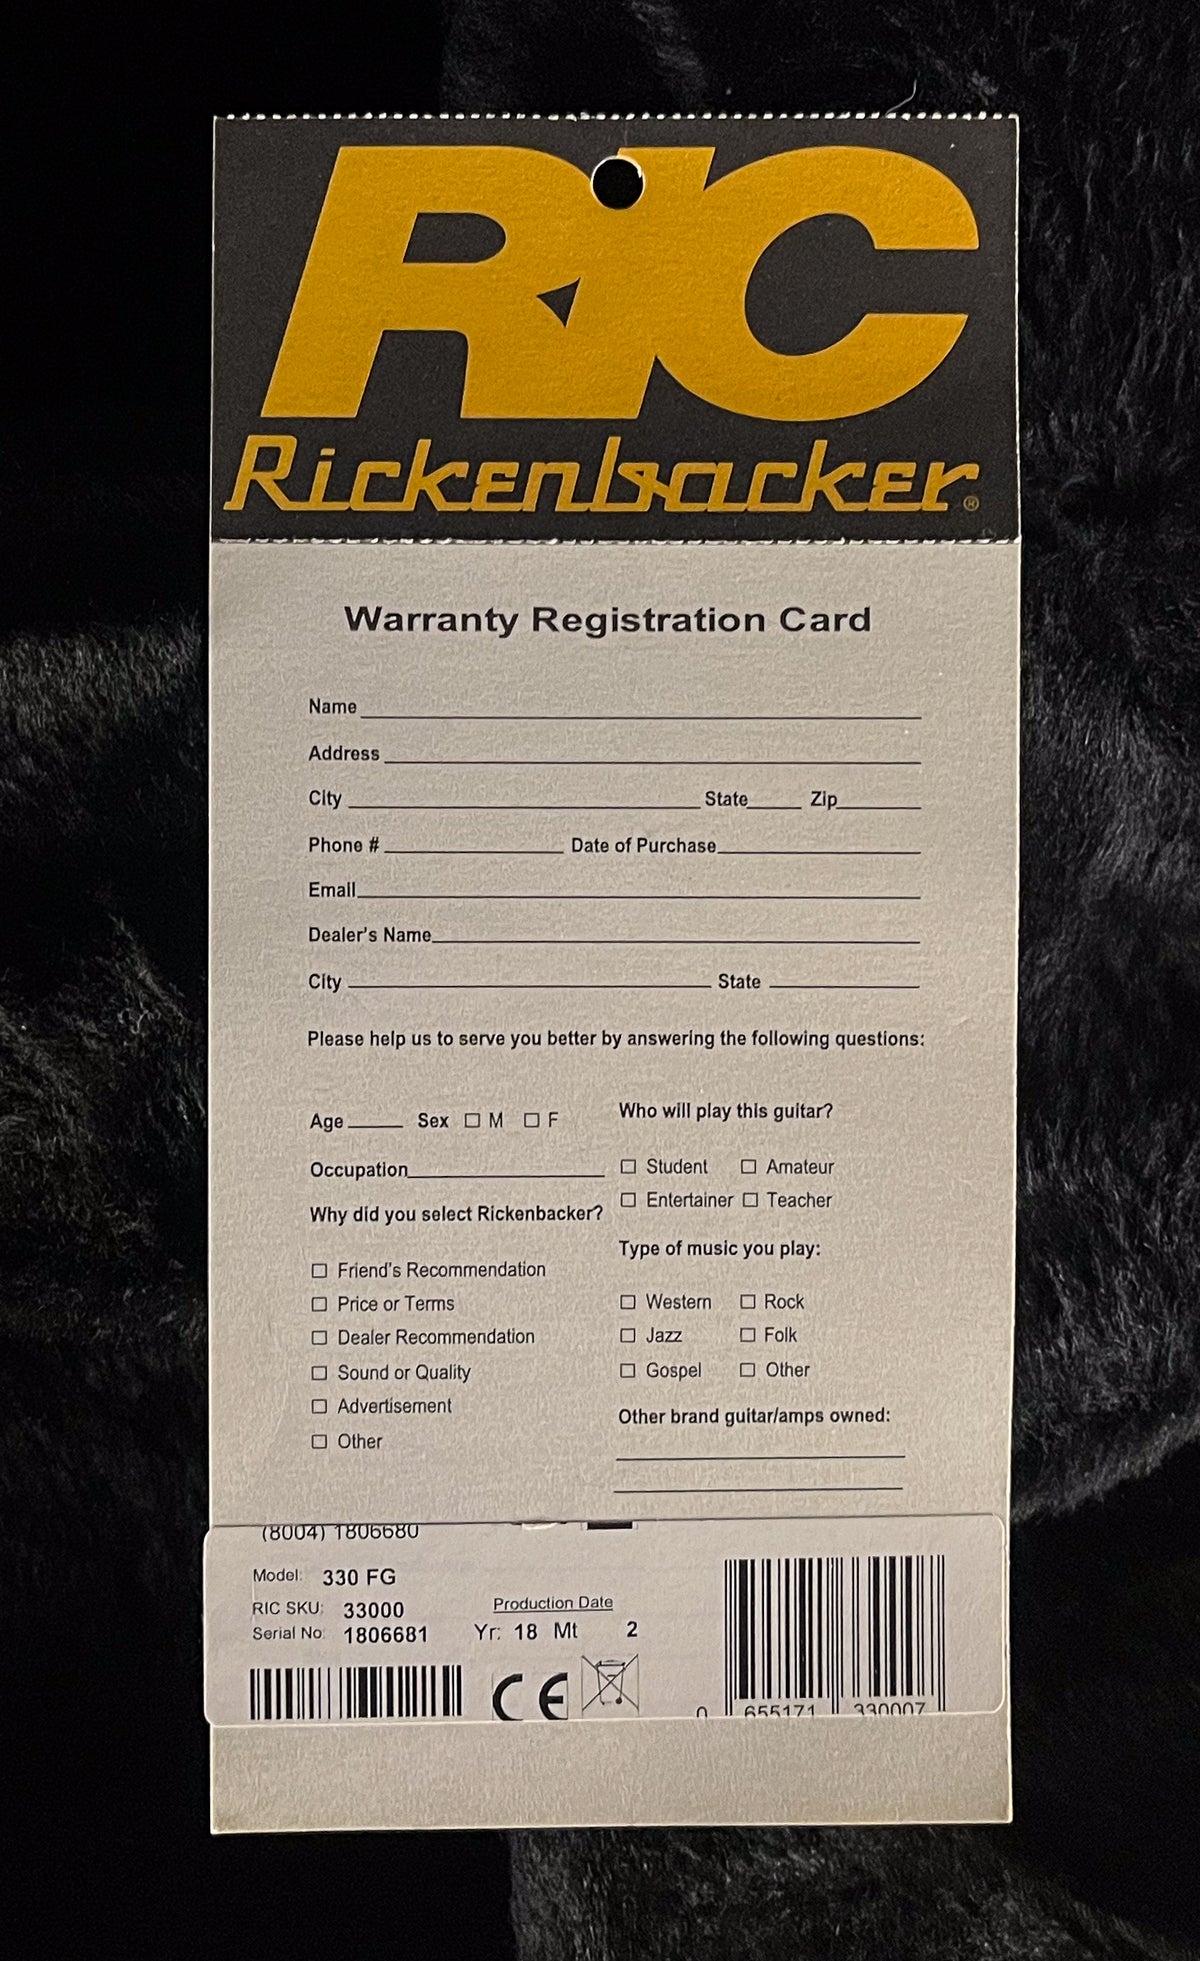 RIC
Rickenbacker®
Warranty Registration Card
Name
Address
City State Zip
Phone # Date of Purchase
Email
Dealer's Name
City State
Please help us to serve you better by answering the following questions:
Age Sex M F
Occupation
Why did you select Rickenbacker?
Friend's Recommendation
Price or Terms
Dealer Recommendation
Sound or Quality
Advertisement
Other
Who will play this guitar?
Student Amateur
Entertainer Teacher
Type of music you play:
Western Rock
Jazz Folk
Gospel Other
Other brand guitar/amps owned:
(8004) 1806680
Model: 330 FG
RIC SKU: 33000
Serial No: 1806681
Production Date
Yr: 18 Mt 2
CE
0 655171 330007